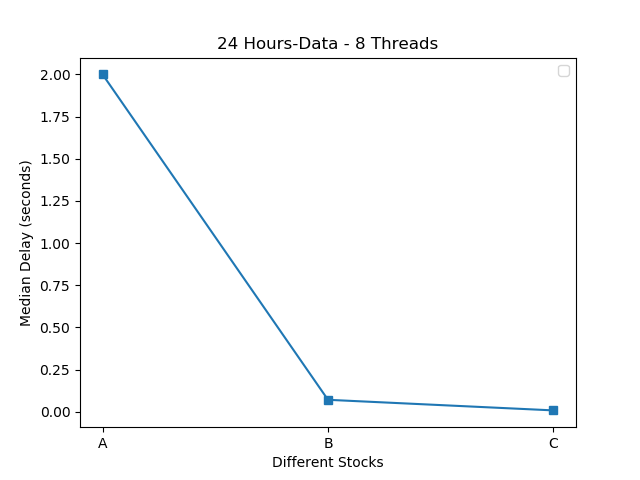 24 Hours-Data - 8 Threads
2.00
1.75
1.50
1.25
1.00
0.75
0.50
0.25
0.00
Median Delay (seconds)
A
B
C
Different Stocks